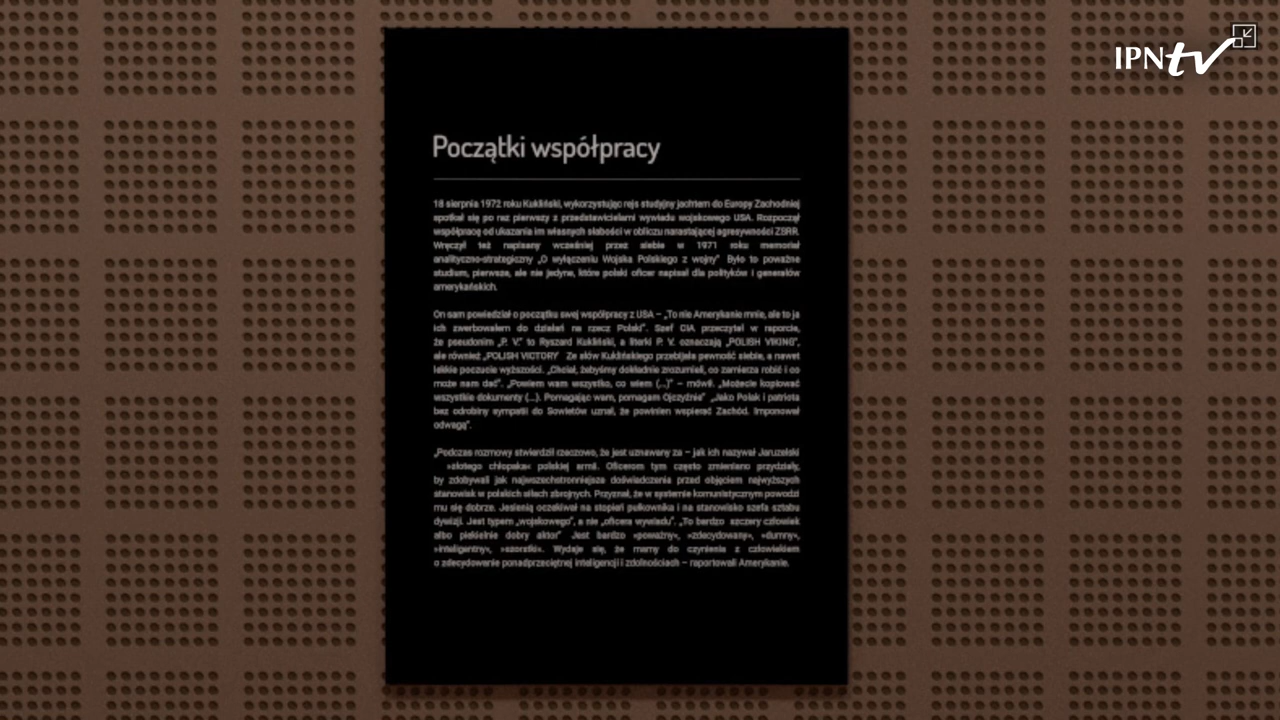 IPNtv
Początki współpracy
18 sierpnia 1972 roku Kukliński, wykorzystując rejs studyjny jachtem do Europy Zachodniej
spotkał się po raz pierwszy z przedstawicielami wywiadu wojskowego USA. Rozpoczął
współpracę od ukazania im własnych słabości w obliczu narastającej agresywności ZSRR.
Wręczył też napisany wcześniej przez siebie w 1971 roku memoriał
analityczno-strategiczny „O wyłączeniu Wojska Polskiego z wojny” Było to poważne
studium, pierwsze, ale nie jedyne, które polski oficer napisał dla polityków i generałów
amerykańskich.
On sam powiedział o początku swej współpracy z USA – „To nie Amerykanie mnie, ale to ja
ich zwerbowałem do działań na rzecz Polski”. Szef CIA przeczytał w raporcie,
że pseudonim „P. V.” to Ryszard Kukliński, a literki P. V. oznaczają „POLISH VIKING”,
ale również „POLISH VICTORY Ze słów Kuklińskiego przebijała pewność siebie, a nawet
lekkie poczucie wyższości. „Chciał, żebyśmy dokładnie zrozumieli, co zamierza robić i co
może nam dać”. „Powiem wam wszystko, co wiem (...)” – mówił. „Możecie kopiować
wszystkie dokumenty (...). Pomagając wam, pomagam Ojczyźnie” „Jako Polak i patriota
bez odrobiny sympatii do Sowietów uznał, że powinien wspierać Zachód. Imponował
odwagą”.
„Podczas rozmowy stwierdził rzeczowo, że jest uznawany za – jak ich nazywał Jaruzelski
»złotego chłopaka« polskiej armii. Oficerom tym często zmieniano przydziały,
by zdobywali jak najwszechstronniejsze doświadczenia przed objęciem najwyższych
stanowisk w polskich siłach zbrojnych. Przyznał, że w systemie komunistycznym powodzi
mu się dobrze. Jesienią oczekiwał na stopień pułkownika i na stanowisko szefa sztabu
dywizji. Jest typem „wojskowego”, a nie „oficera wywiadu”. „To bardzo szczery człowiek
albo piekielnie dobry aktor” Jest bardzo »poważny«, »zdecydowany«, »dumny«,
»inteligentny«, »szorstki«. Wydaje się, że mamy do czynienia z człowiekiem
o zdecydowanie ponadprzeciętnej inteligencji i zdolnościach – raportowali Amerykanie.